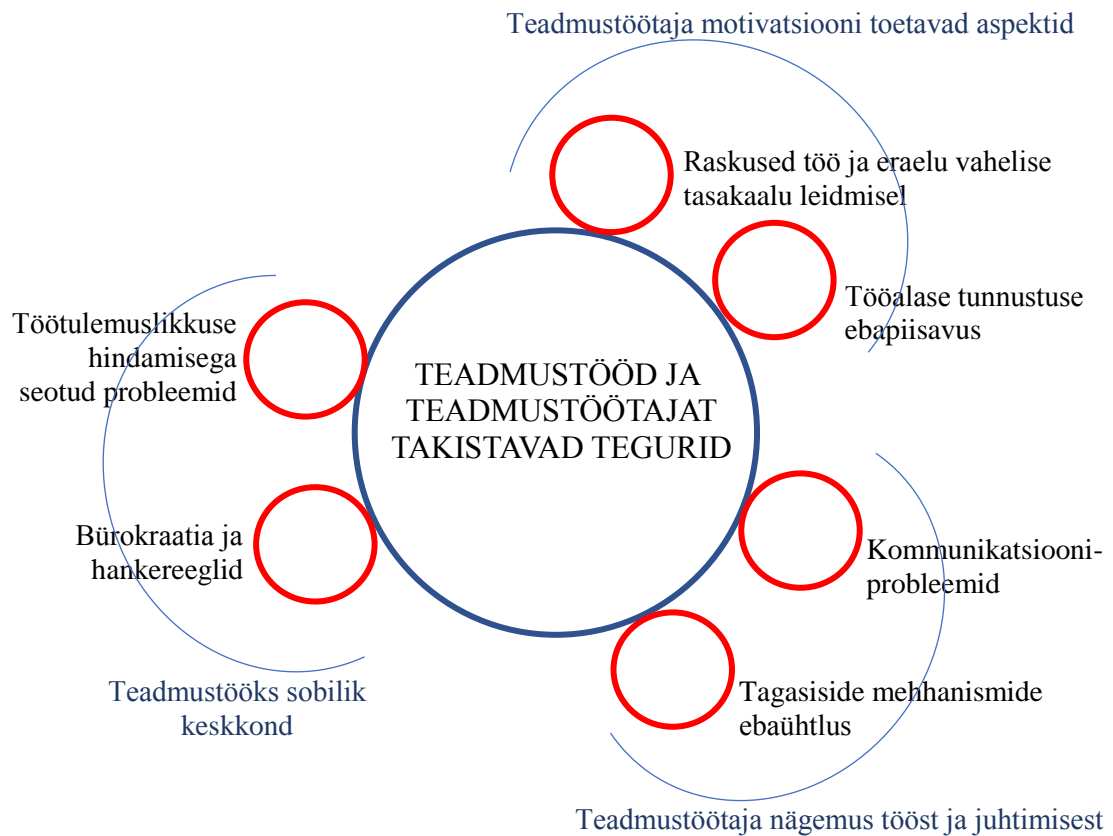 Teadmustöötaja motivatsiooni toetavad aspektid
Raskused töö ja eraelu vahelise
tasakaalu leidmisel
Tööalase tunnustuse
ebapiisavus
Töötulemuslikkuse
hindamisega
seotud probleemid
TEADMUSTÖÖD JA
TEADMUSTÖÖTAJAT
TAKISTAVAD TEGURID
Bürokraatia ja
hankereeglid
Kommunikatsiooni-
probleemid
Teadmustööks sobilik
keskkond
Tagasiside mehhanismide
ebaühtlus
Teadmustöötaja nägemus tööst ja juhtimisest